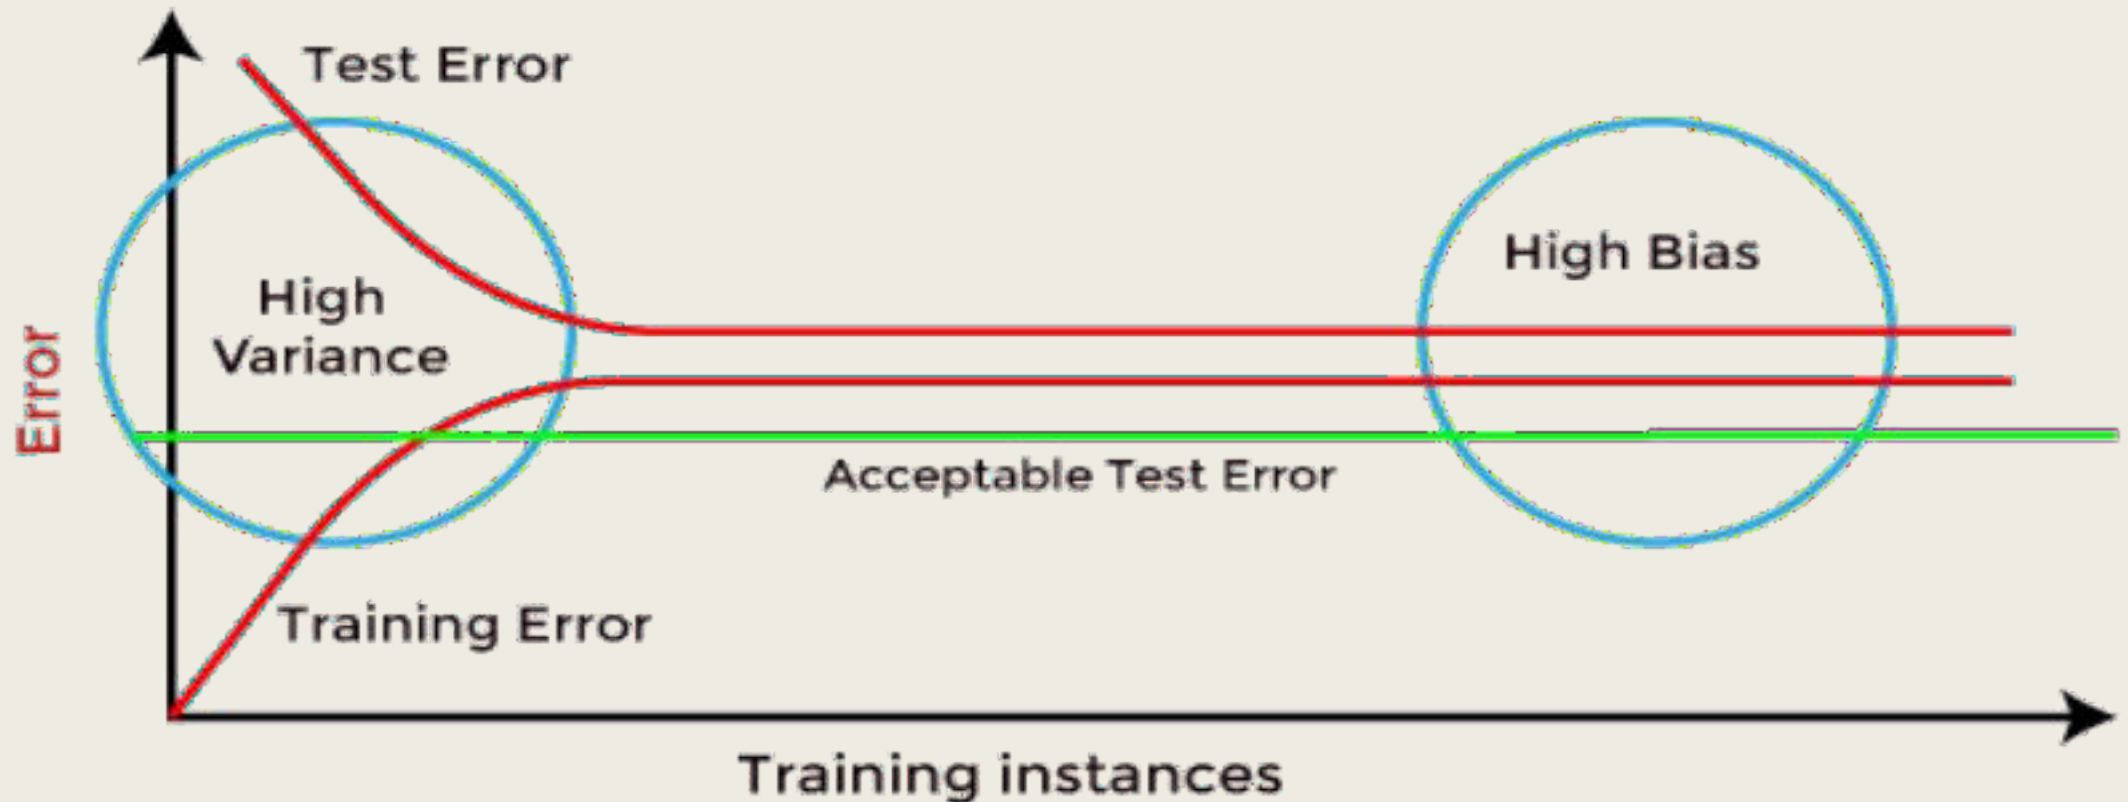 Test Error
High
Variance
High Bias
Error
Acceptable Test Error
Training Error
Training instances